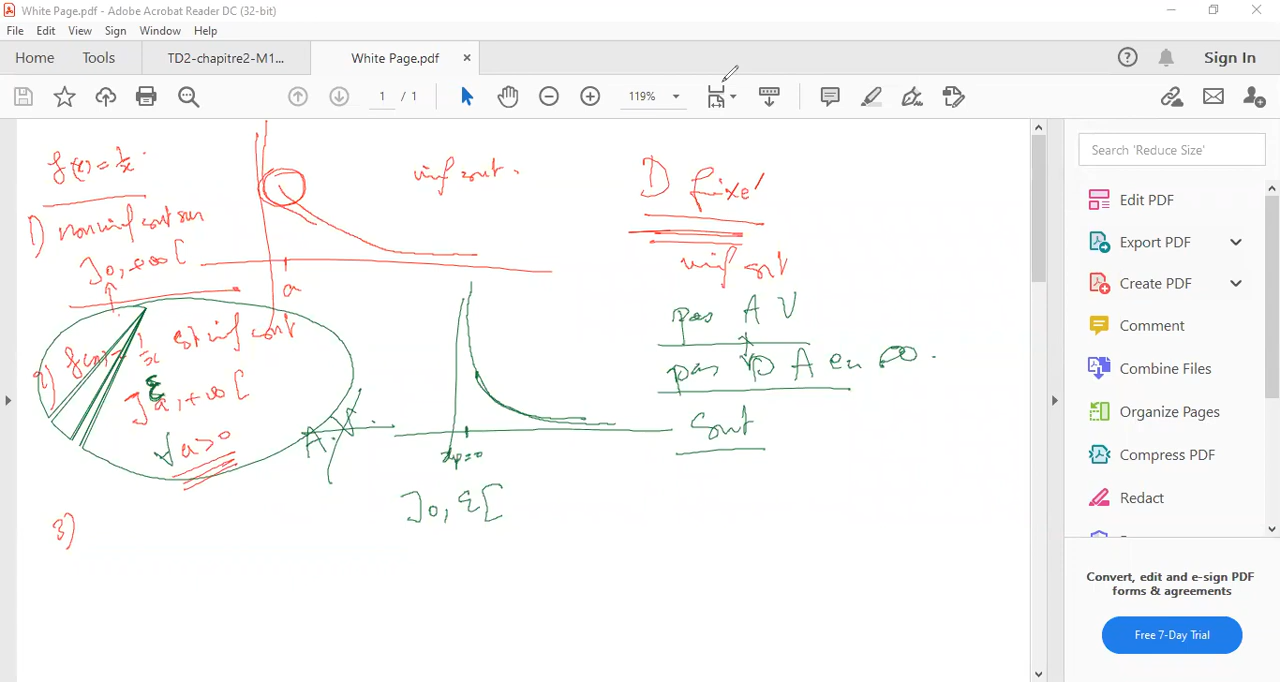 White Page.pdf - Adobe Acrobat Reader DC (32-bit)
File Edit View Sign Window Help
Home Tools TD2-chapitre2-M1... White Page.pdf × Sign In
1 / 1 119%
f(x) = 1/x
1) non unif cont sur
]0, +∞[
a
unif cont.
D fixé
unif cont
pas A V
pas D A en ∞.
Cont
2) f(x) = 1/x est unif cont
ε
]a, +∞[
∀ a>0
A.V.
xp=0
]0, ε[
3)
Search 'Reduce Size'
Edit PDF
Export PDF
Create PDF
Comment
Combine Files
Organize Pages
Compress PDF
Redact
Convert, edit and e-sign PDF
forms & agreements
Free 7-Day Trial